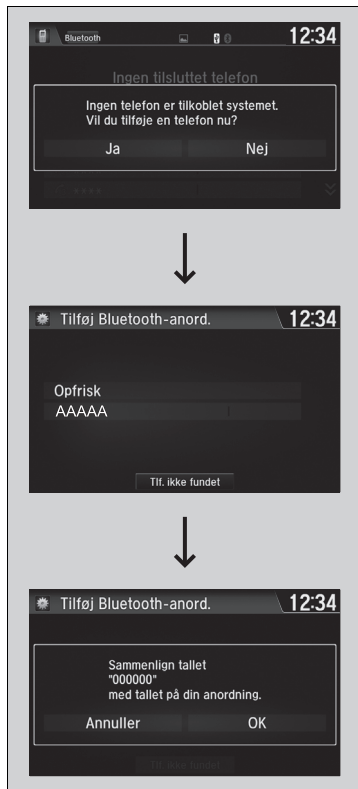 Bluetooth 0 12:34
Ingen tilsluttet telefon
Ingen telefon er tilkoblet systemet.
Vil du tilføje en telefon nu?
Ja Nej
Tilføj Bluetooth-anord. 12:34
Opfrisk
AAAAA
Tlf. ikke fundet
Tilføj Bluetooth-anord. 12:34
Sammenlign tallet
"000000"
med tallet på din anordning.
Annuller OK
Tlf. ikke fundet